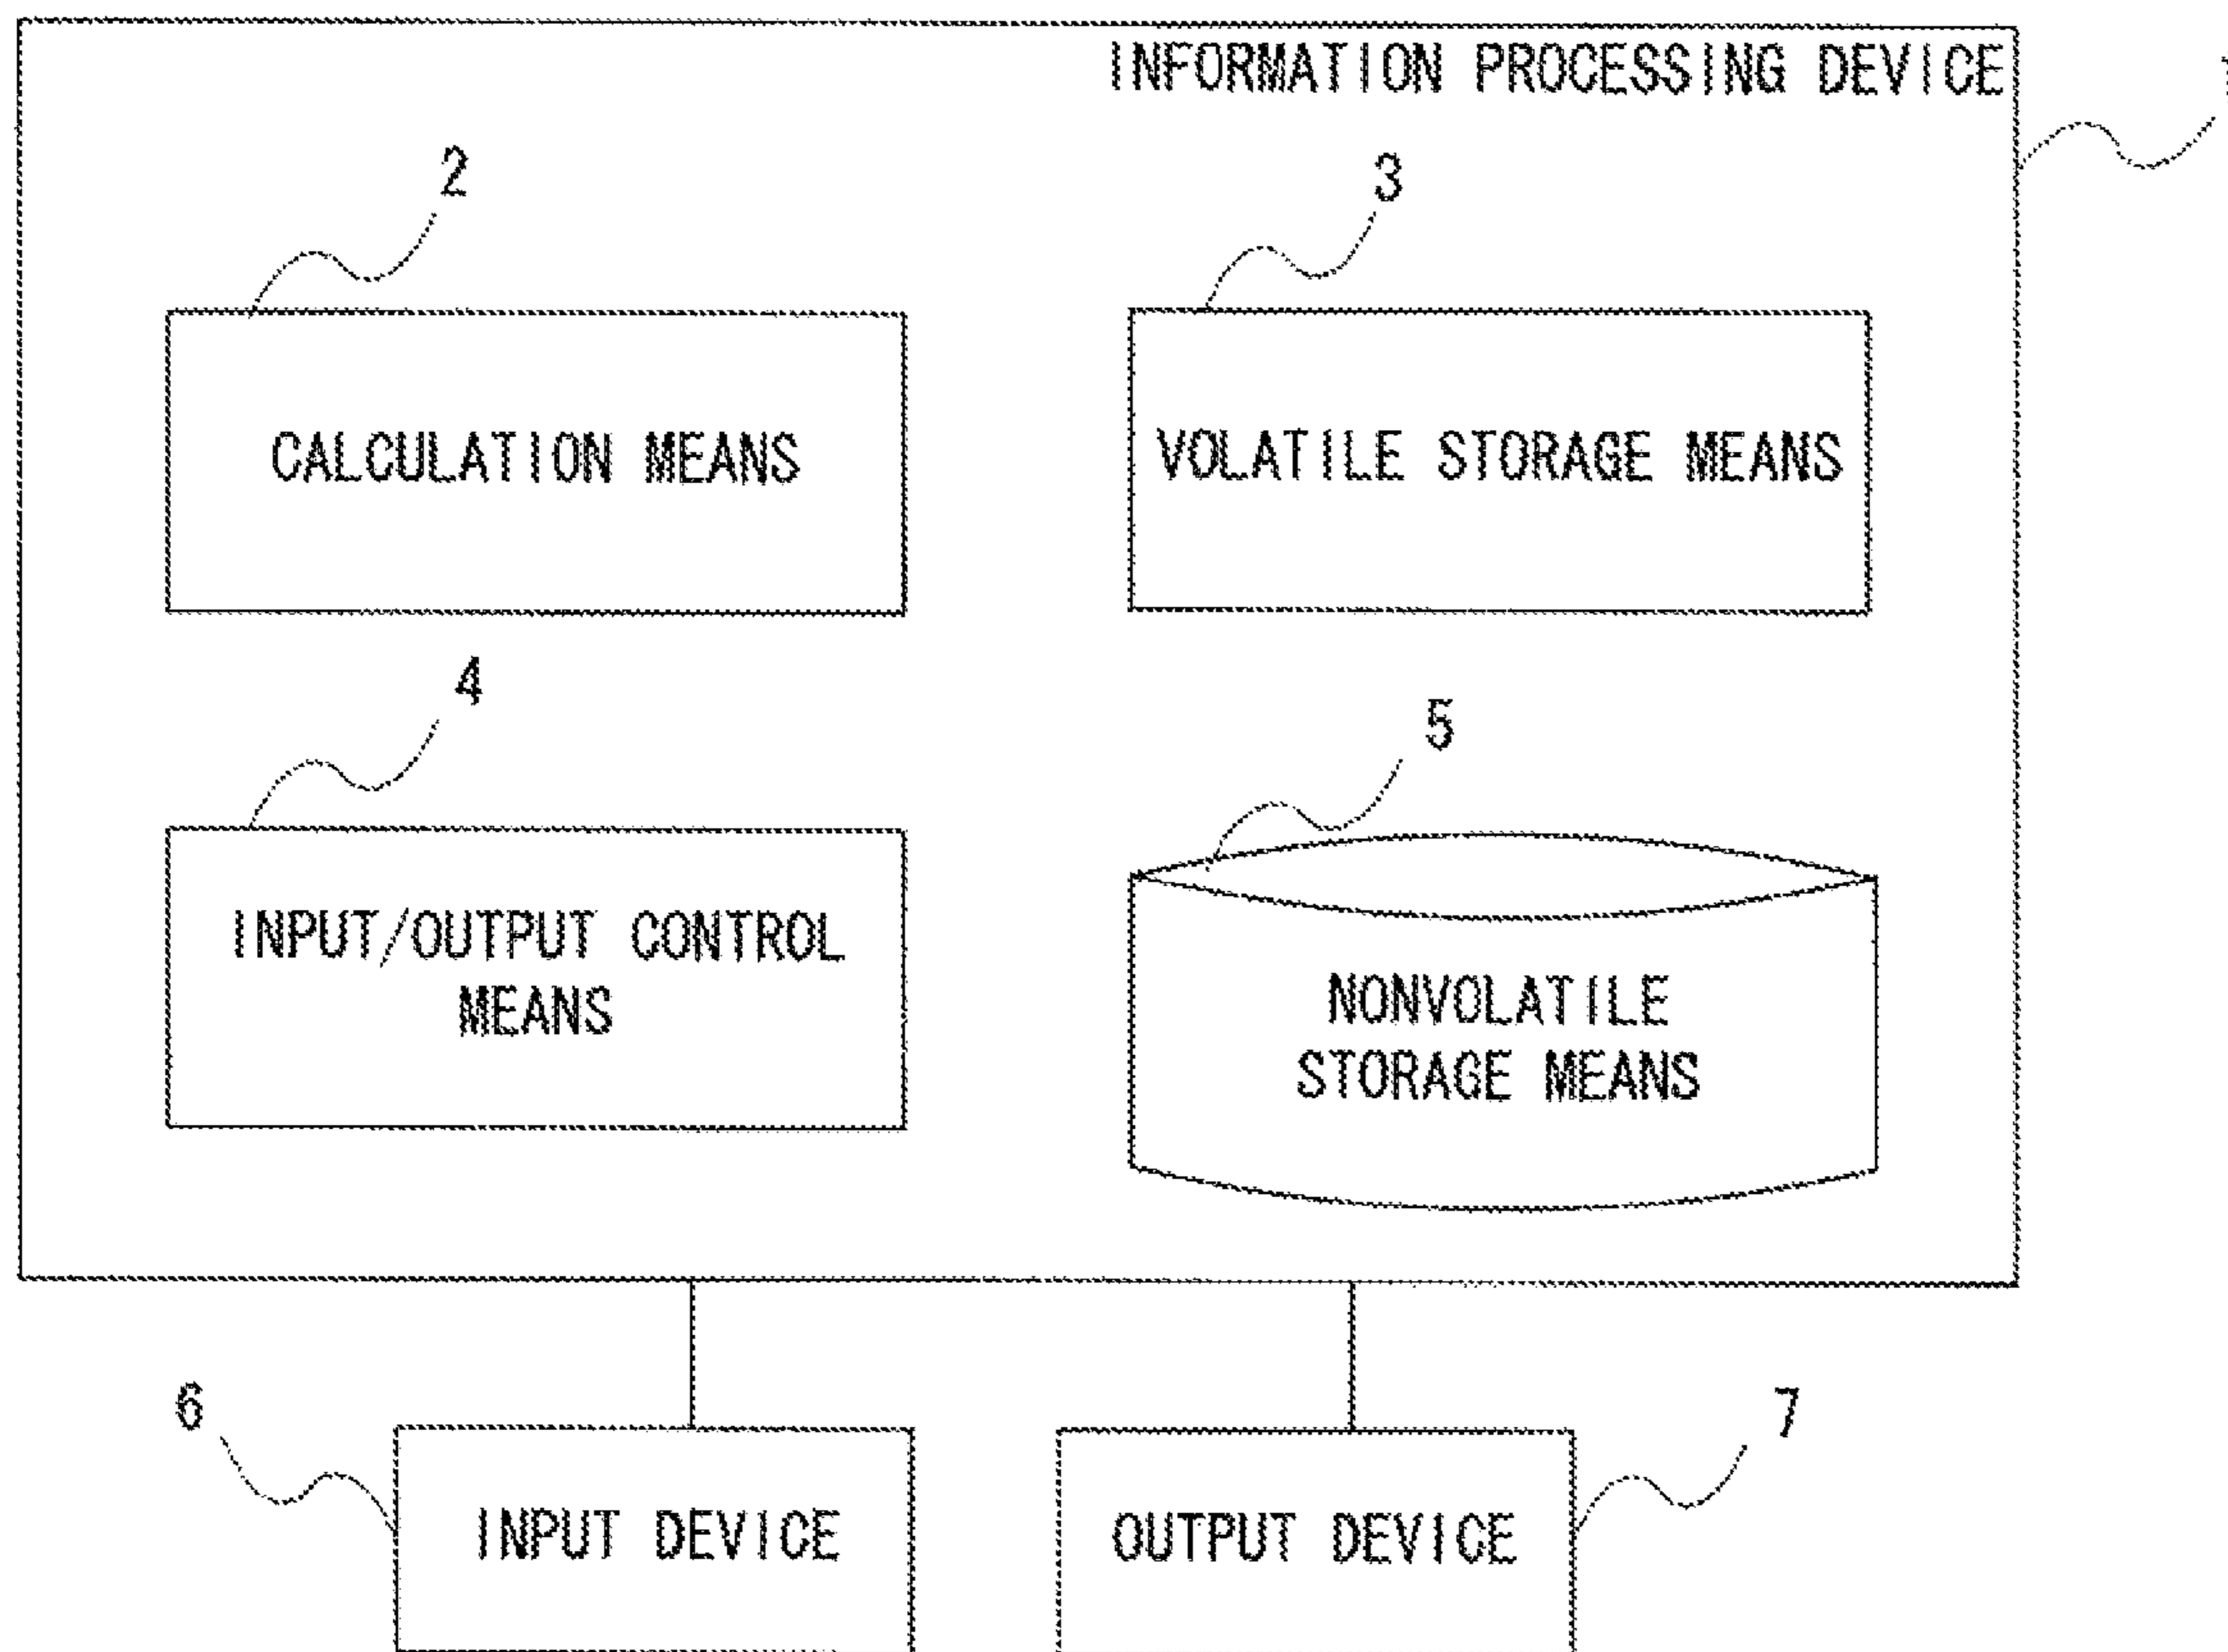 INFORMATION PROCESSING DEVICE
1
2
3
CALCULATION MEANS
VOLATILE STORAGE MEANS
4
5
INPUT/OUTPUT CONTROL
MEANS
NONVOLATILE
STORAGE MEANS
6
7
INPUT DEVICE
OUTPUT DEVICE